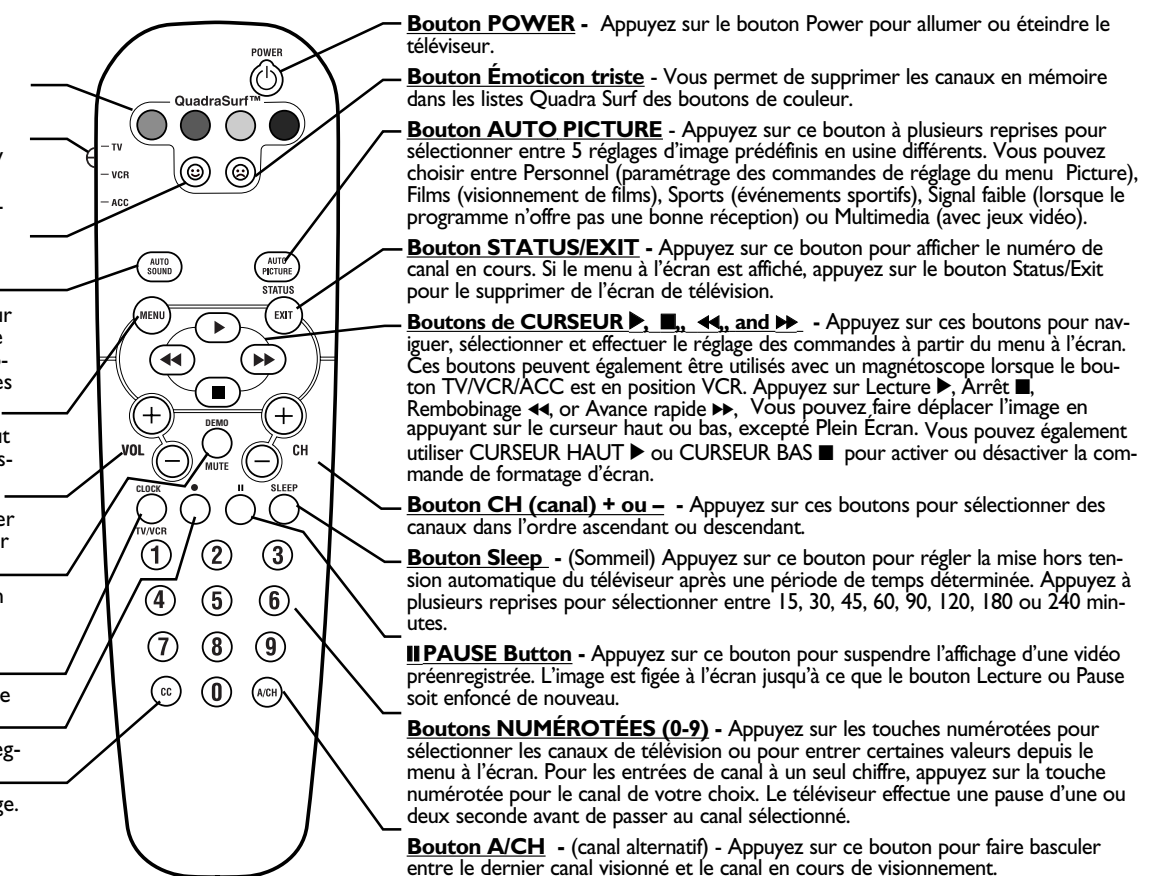 POWER
QuadraSurf™
TV
VCR
ACC
AUTO
SOUND
AUTO
PICTURE
STATUS
MENU
EXIT
DEMO
VOL
MUTE
CH
CLOCK
SLEEP
TV/VCR
1 2 3
4 5 6
7 8 9
CC 0 A/CH
y
-
ur
e
o-
es
ut
s-
er
r
n
e
eg-
ge.
Bouton POWER - Appuyez sur le bouton Power pour allumer ou éteindre le
téléviseur.
Bouton Émoticon triste - Vous permet de supprimer les canaux en mémoire
dans les listes Quadra Surf des boutons de couleur.
Bouton AUTO PICTURE - Appuyez sur ce bouton à plusieurs reprises pour
sélectionner entre 5 réglages d'image prédéfinis en usine différents. Vous pouvez
choisir entre Personnel (paramétrage des commandes de réglage du menu Picture),
Films (visionnement de films), Sports (événements sportifs), Signal faible (lorsque le
programme n'offre pas une bonne réception) ou Multimedia (avec jeux vidéo).
Bouton STATUS/EXIT - Appuyez sur ce bouton pour afficher le numéro de
canal en cours. Si le menu à l'écran est affiché, appuyez sur le bouton Status/Exit
pour le supprimer de l'écran de télévision.
Boutons de CURSEUR ▶, ■,, ◀◀,, and ▶▶ - Appuyez sur ces boutons pour nav-
iguer, sélectionner et effectuer le réglage des commandes à partir du menu à l'écran.
Ces boutons peuvent également être utilisés avec un magnétoscope lorsque le bou-
ton TV/VCR/ACC est en position VCR. Appuyez sur Lecture ▶, Arrêt ■,
Rembobinage ◀◀, or Avance rapide ▶▶, Vous pouvez faire déplacer l'image en
appuyant sur le curseur haut ou bas, excepté Plein Écran. Vous pouvez également
utiliser CURSEUR HAUT ▶ ou CURSEUR BAS ■ pour activer ou désactiver la com-
mande de formatage d'écran.
Bouton CH (canal) + ou – - Appuyez sur ces boutons pour sélectionner des
canaux dans l'ordre ascendant ou descendant.
Bouton Sleep - (Sommeil) Appuyez sur ce bouton pour régler la mise hors ten-
sion automatique du téléviseur après une période de temps déterminée. Appuyez à
plusieurs reprises pour sélectionner entre 15, 30, 45, 60, 90, 120, 180 ou 240 min-
utes.
II PAUSE Button - Appuyez sur ce bouton pour suspendre l'affichage d'une vidéo
préenregistrée. L'image est figée à l'écran jusqu'à ce que le bouton Lecture ou Pause
soit enfoncé de nouveau.
Boutons NUMÉROTÉES (0-9) - Appuyez sur les touches numérotées pour
sélectionner les canaux de télévision ou pour entrer certaines valeurs depuis le
menu à l'écran. Pour les entrées de canal à un seul chiffre, appuyez sur la touche
numérotée pour le canal de votre choix. Le téléviseur effectue une pause d'une ou
deux seconde avant de passer au canal sélectionné.
Bouton A/CH - (canal alternatif) - Appuyez sur ce bouton pour faire basculer
entre le dernier canal visionné et le canal en cours de visionnement.